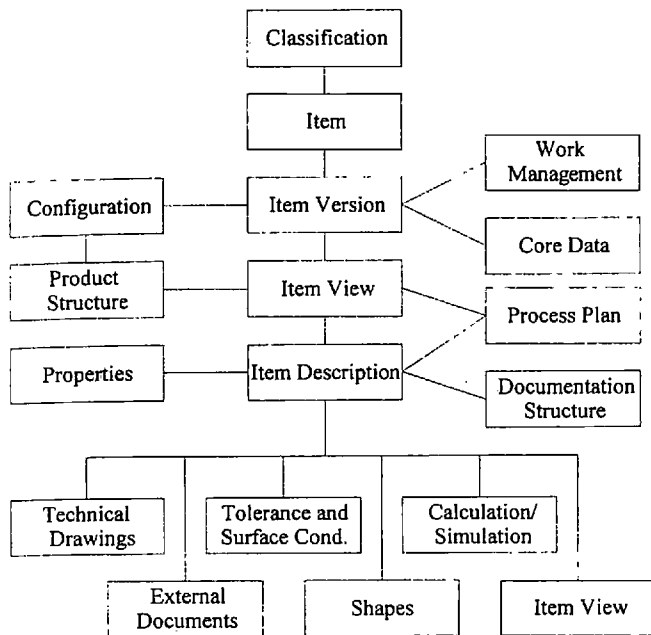 Classification
Item
Work
Management
Configuration
Item Version
Core Data
Product
Structure
Item View
Process Plan
Properties
Item Description
Documentation
Structure
Technical
Drawings
Tolerance and
Surface Cond.
Calculation/
Simulation
External
Documents
Shapes
Item View